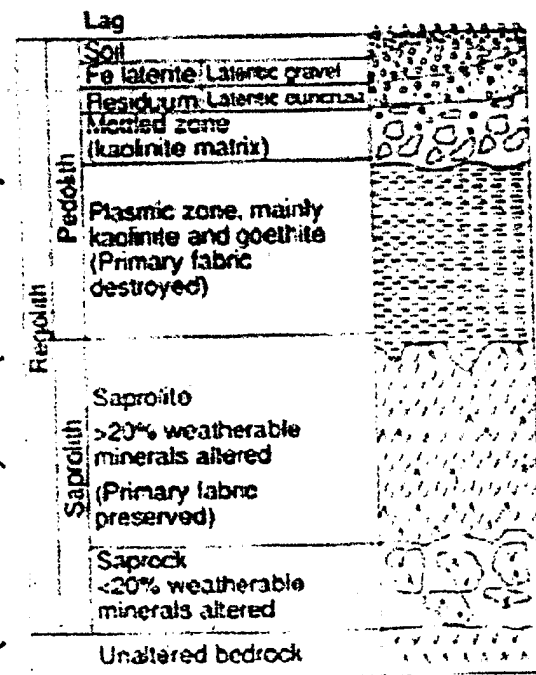 Lag
Soil
Fe laterite Lateritic gravel
Residuum Lateritic duricrust
Mottled zone
(kaolinite matrix)
Pedolith
Plasmic zone, mainly
kaolinite and goethite
(Primary fabric
destroyed)
Regolith
Saprolith
Saprolite
>20% weatherable
minerals altered
(Primary fabric
preserved)
Saprock
<20% weatherable
minerals altered
Unaltered bedrock